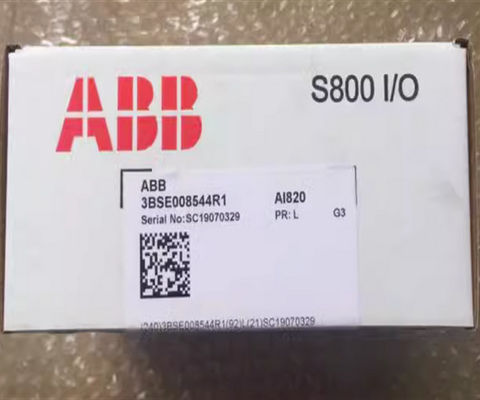 ABB
S800 I/O
ABB
3BSE008544R1 AI820
Serial No:SC19070329 PR: L G3
(240)3BSE008544R1(92)L(21)SC19070329